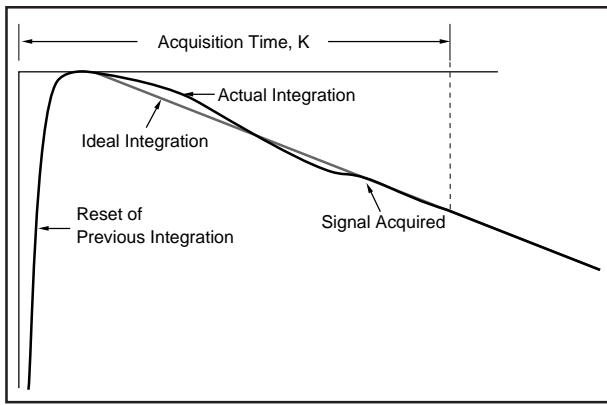 Acquisition Time, K
Actual Integration
Ideal Integration
Signal Acquired
Reset of
Previous Integration